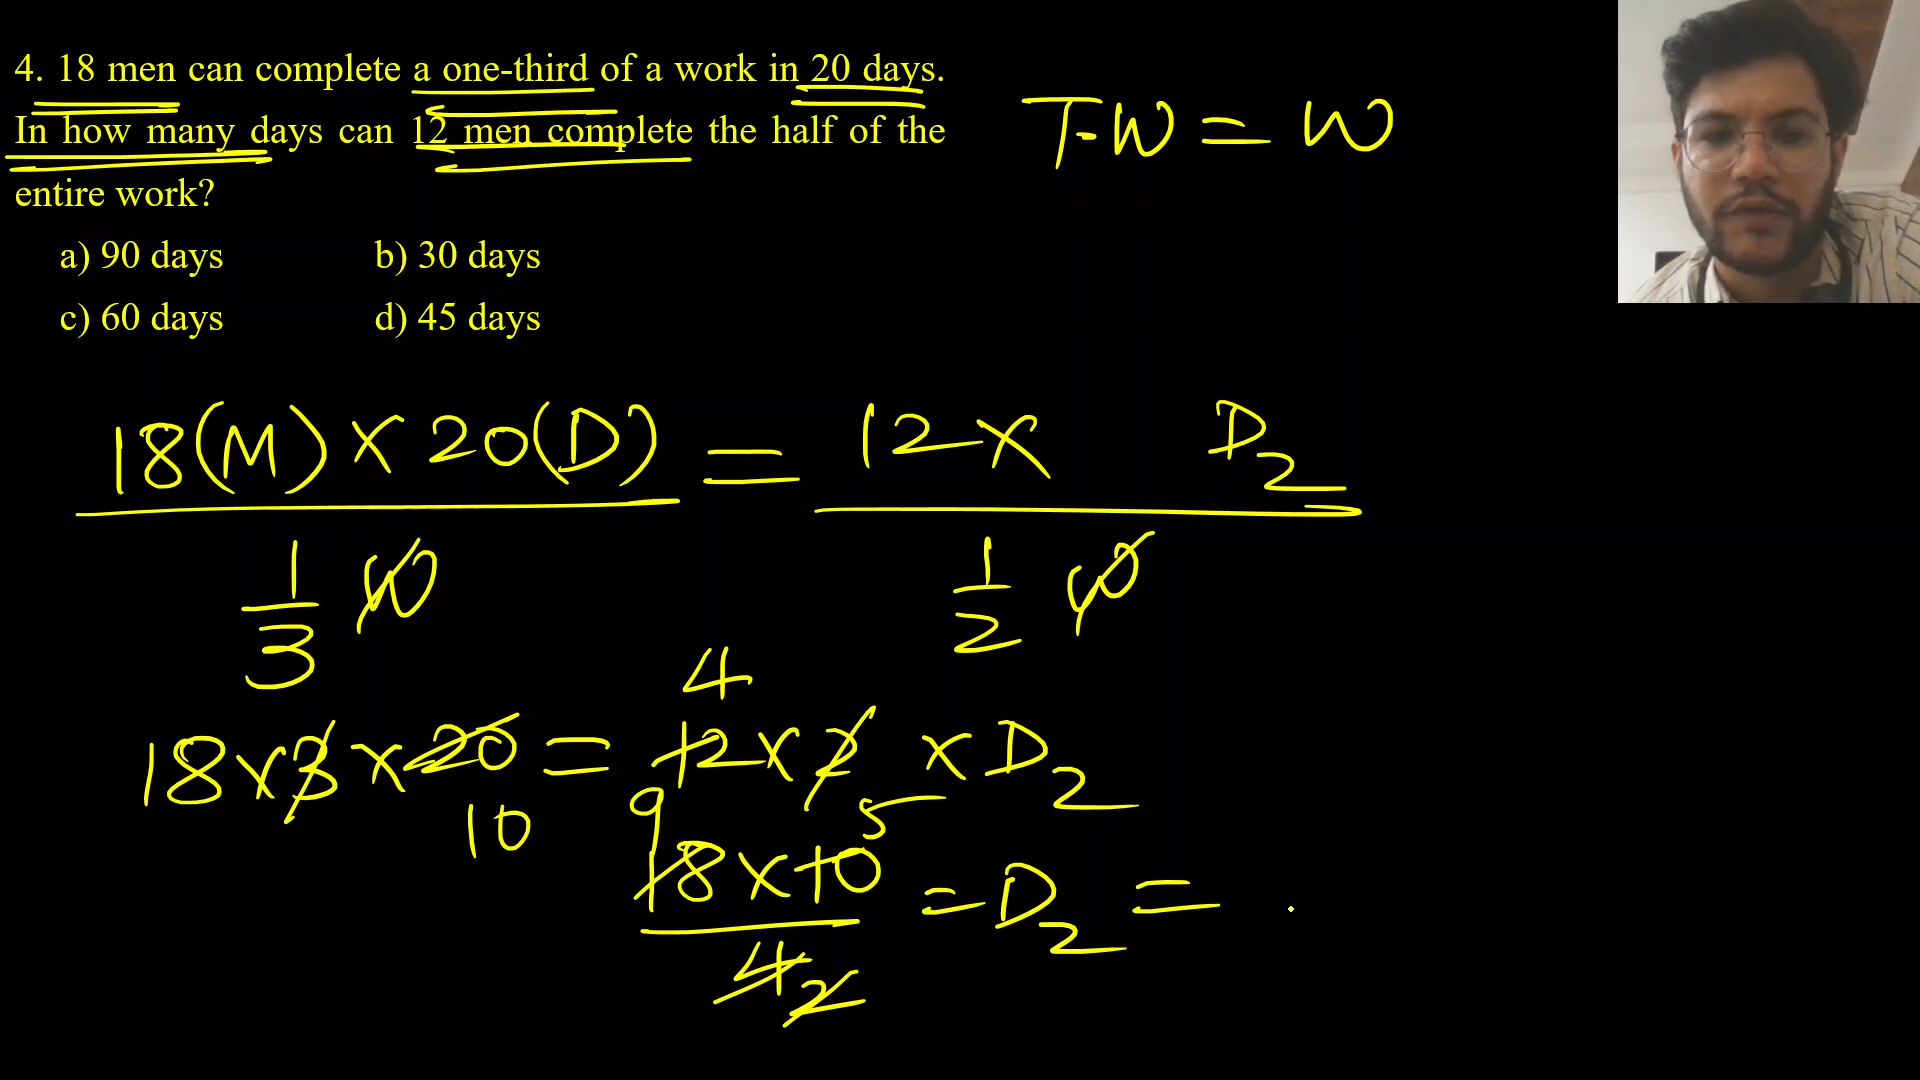 4. 18 men can complete a one-third of a work in 20 days.
In how many days can 12 men complete the half of the
entire work?
a) 90 days b) 30 days
c) 60 days d) 45 days
T-W = W
18(M) × 20(D) = 12 × D2
1/3 W 1/2 W
4
18×3×20 = 12×2 ×D2
10 9 5
18×10 = D2 =
4 2